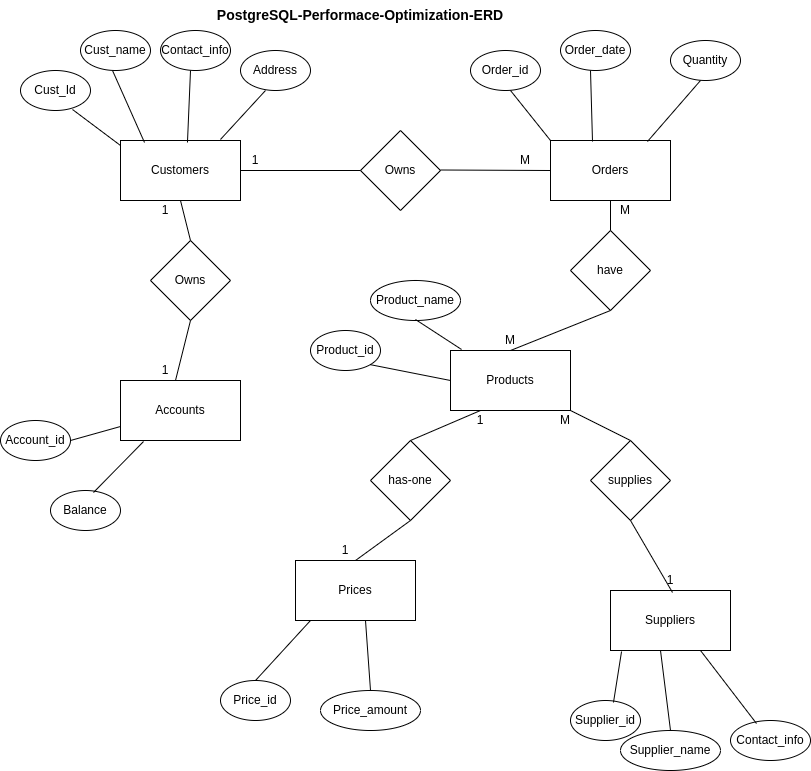 PostgreSQL-Performace-Optimization-ERD
Cust_name
Contact_info
Order_date
Quantity
Address
Order_id
Cust_Id
Customers
1
Owns
M
Orders
1
M
Owns
have
Product_name
M
Product_id
1
Products
Accounts
1
M
Account_id
has-one
supplies
Balance
1
1
Prices
Suppliers
Price_id
Price_amount
Supplier_id
Supplier_name
Contact_info